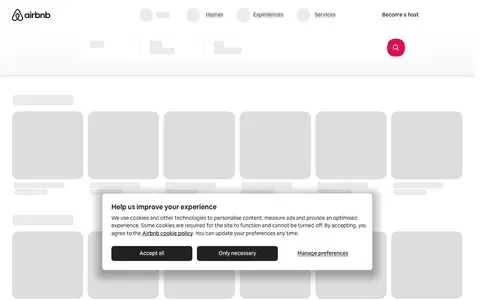 airbnb
Homes
Experiences
Services
Become a host
Help us improve your experience
We use cookies and other technologies to personalise content, measure ads and provide an optimised
experience. Some cookies are required for the site to function and cannot be turned off. By accepting, you
agree to the Airbnb cookie policy. You can update your preferences any time.
Accept all
Only necessary
Manage preferences